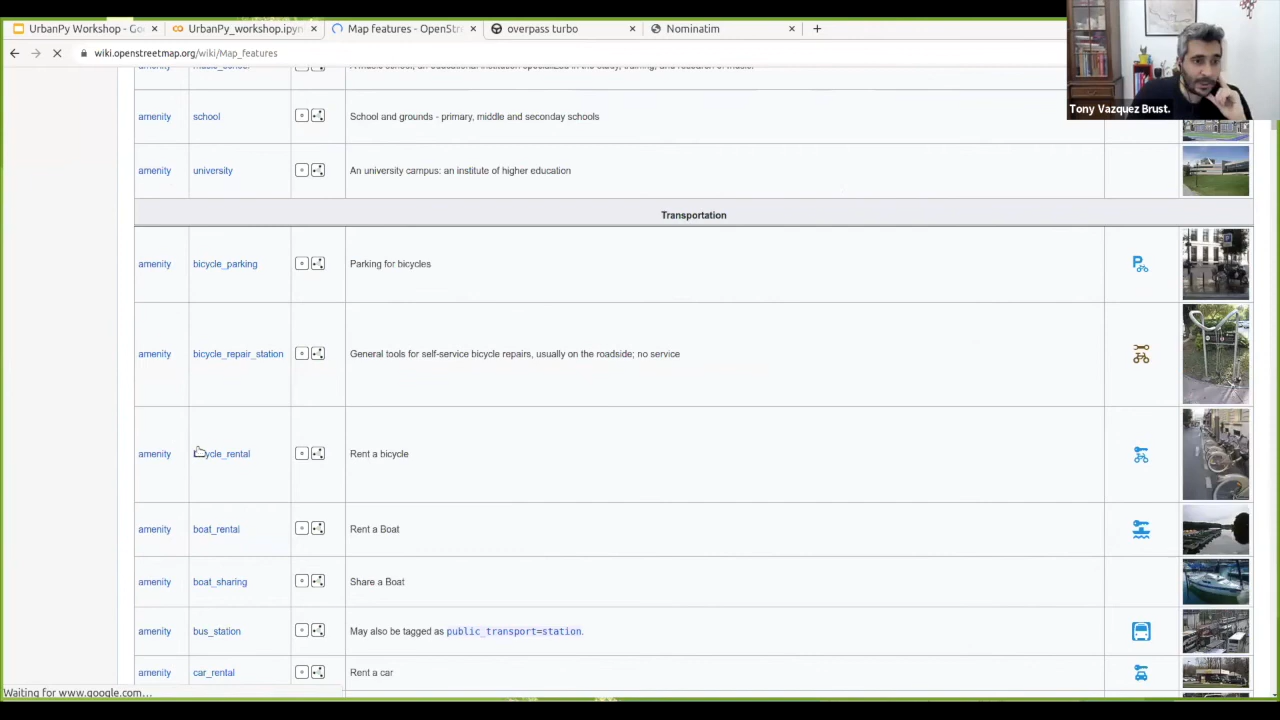 UrbanPy Workshop - Go
UrbanPy_workshop.ipyn
Map features - OpenStr
overpass turbo
Nominatim
wiki.openstreetmap.org/wiki/Map_features
Tony Vazquez Brust.
amenity
amenity school School and grounds - primary, middle and seconday schools
amenity university An university campus: an institute of higher education
Transportation
amenity bicycle_parking Parking for bicycles
amenity bicycle_repair_station General tools for self-service bicycle repairs, usually on the roadside; no service
amenity bicycle_rental Rent a bicycle
amenity boat_rental Rent a Boat
amenity boat_sharing Share a Boat
amenity bus_station May also be tagged as public_transport=station.
amenity car_rental Rent a car
Waiting for www.google.com...